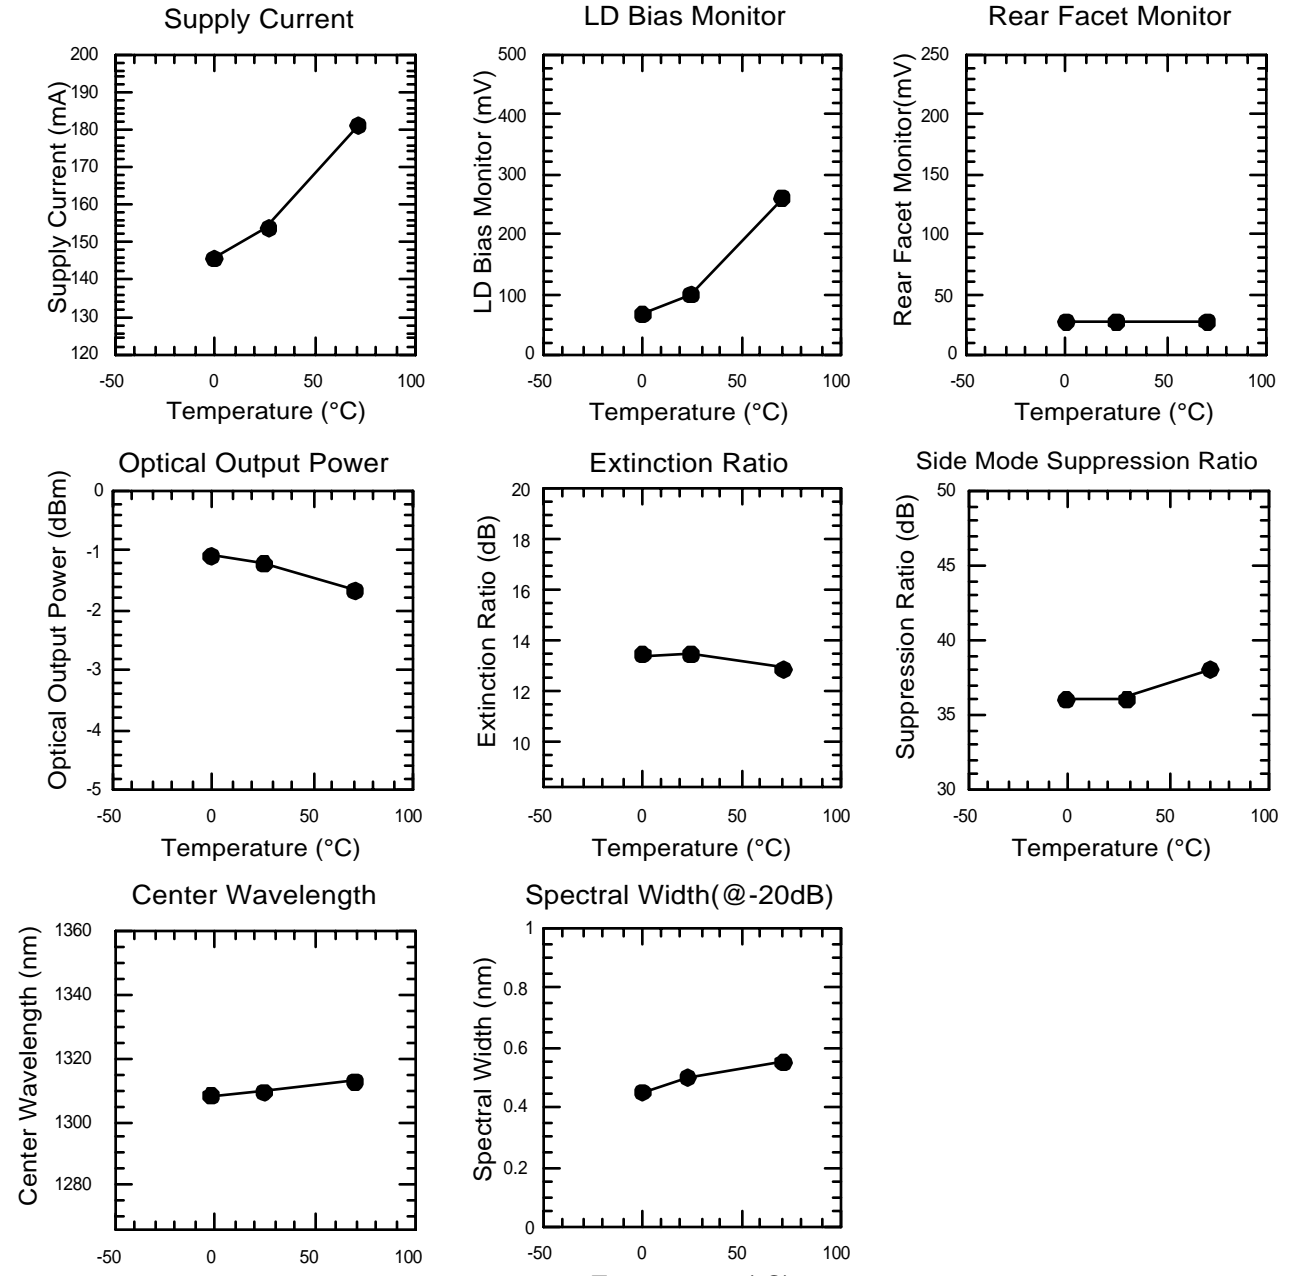 Supply Current
Supply Current (mA)
200
190
180
170
160
150
140
130
120
-50 0 50 100
Temperature (°C)
LD Bias Monitor
LD Bias Monitor (mV)
500
400
300
200
100
0
-50 0 50 100
Temperature (°C)
Rear Facet Monitor
Rear Facet Monitor(mV)
250
200
150
100
50
0
-50 0 50 100
Temperature (°C)
Optical Output Power
Optical Output Power (dBm)
0
-1
-2
-3
-4
-5
-50 0 50 100
Temperature (°C)
Extinction Ratio
Extinction Ratio (dB)
20
18
16
14
12
10
-50 0 50 100
Temperature (°C)
Side Mode Suppression Ratio
Suppression Ratio (dB)
50
45
40
35
30
-50 0 50 100
Temperature (°C)
Center Wavelength
Center Wavelength (nm)
1360
1340
1320
1300
1280
-50 0 50 100
Spectral Width(@-20dB)
Spectral Width (nm)
1
0.8
0.6
0.4
0.2
0
-50 0 50 100